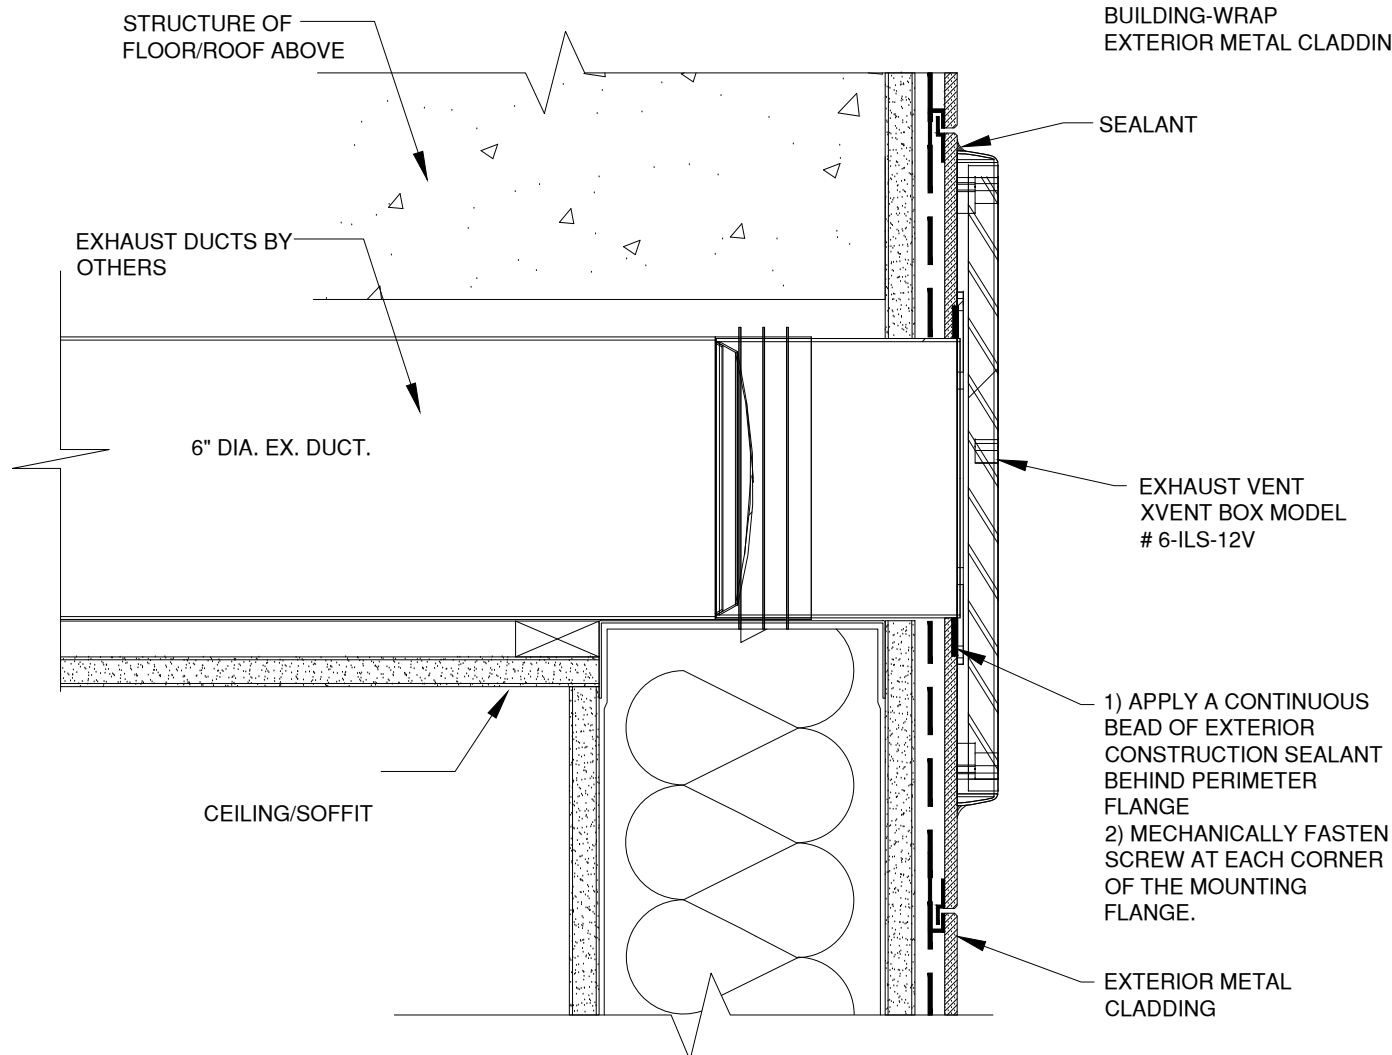 STRUCTURE OF
FLOOR/ROOF ABOVE
BUILDING-WRAP
EXTERIOR METAL CLADDIN
SEALANT
EXHAUST DUCTS BY
OTHERS
6" DIA. EX. DUCT.
EXHAUST VENT
XVENT BOX MODEL
# 6-ILS-12V
CEILING/SOFFIT
1) APPLY A CONTINUOUS
BEAD OF EXTERIOR
CONSTRUCTION SEALANT
BEHIND PERIMETER
FLANGE
2) MECHANICALLY FASTEN
SCREW AT EACH CORNER
OF THE MOUNTING
FLANGE.
EXTERIOR METAL
CLADDING